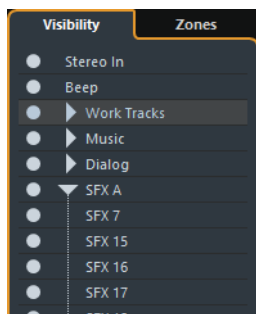 Visibility Zones
Stereo In
Beep
Work Tracks
Music
Dialog
SFX A
SFX 7
SFX 15
SFX 16
SFX 17